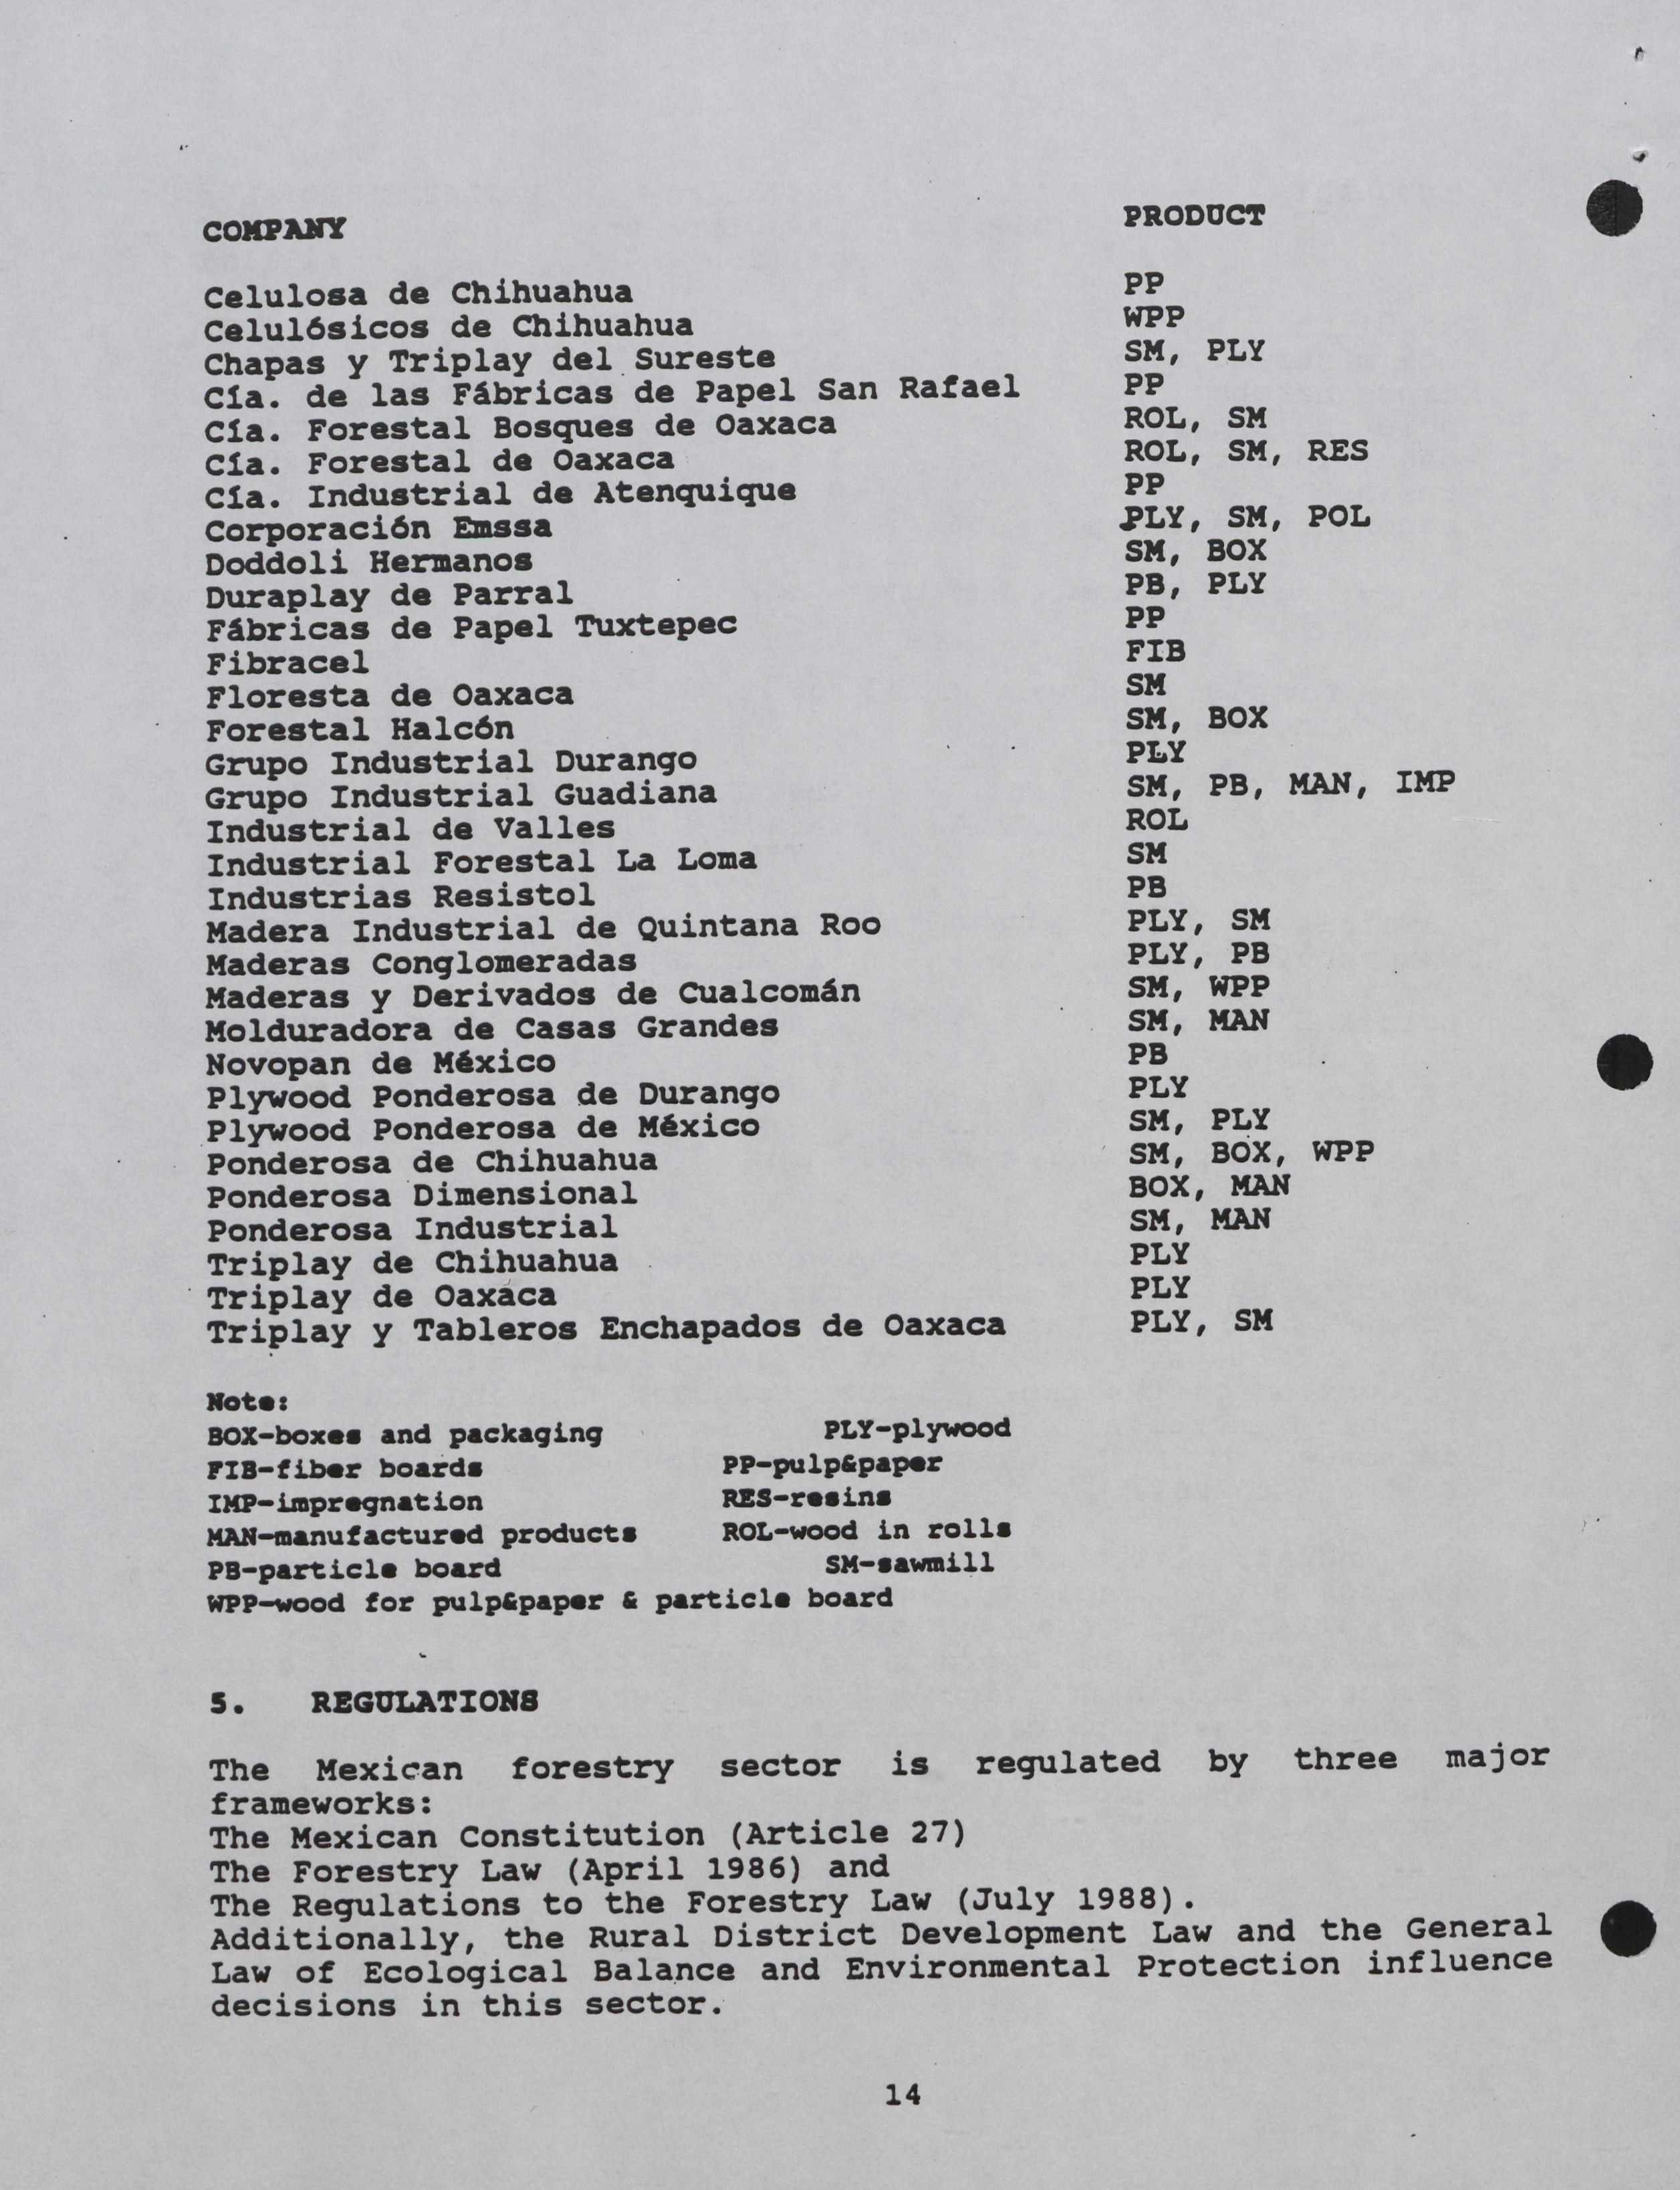 COMPANY PRODUCT
Celulosa de Chihuahua PP
Celulósicos de Chihuahua WPP
Chapas y Triplay del Sureste SM, PLY
Cía. de las Fábricas de Papel San Rafael PP
Cía. Forestal Bosques de Oaxaca ROL, SM
Cía. Forestal de Oaxaca ROL, SM, RES
Cía. Industrial de Atenquique PP
Corporación Emssa PLY, SM, POL
Doddoli Hermanos SM, BOX
Duraplay de Parral PB, PLY
Fábricas de Papel Tuxtepec PP
Fibracel FIB
Floresta de Oaxaca SM
Forestal Halcón SM, BOX
Grupo Industrial Durango PLY
Grupo Industrial Guadiana SM, PB, MAN, IMP
Industrial de Valles ROL
Industrial Forestal La Loma SM
Industrias Resistol PB
Madera Industrial de Quintana Roo PLY, SM
Maderas Conglomeradas PLY, PB
Maderas y Derivados de Cualcomán SM, WPP
Molduradora de Casas Grandes SM, MAN
Novopan de México PB
Plywood Ponderosa de Durango PLY
Plywood Ponderosa de México SM, PLY
Ponderosa de Chihuahua SM, BOX, WPP
Ponderosa Dimensional BOX, MAN
Ponderosa Industrial SM, MAN
Triplay de Chihuahua PLY
Triplay de Oaxaca PLY
Triplay y Tableros Enchapados de Oaxaca PLY, SM
Note:
BOX-boxes and packaging PLY-plywood
FIB-fiber boards PP-pulp&paper
IMP-impregnation RES-resins
MAN-manufactured products ROL-wood in rolls
PB-particle board SM-sawmill
WPP-wood for pulp&paper & particle board
5. REGULATIONS
The Mexican forestry sector is regulated by three major
frameworks:
The Mexican Constitution (Article 27)
The Forestry Law (April 1986) and
The Regulations to the Forestry Law (July 1988).
Additionally, the Rural District Development Law and the General
Law of Ecological Balance and Environmental Protection influence
decisions in this sector.
14